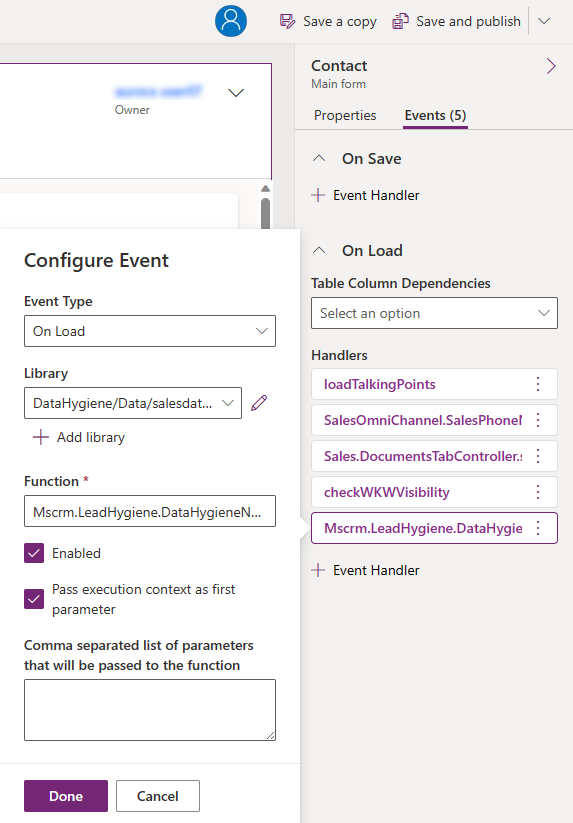 Save a copy
Save and publish
Owner
Contact
Main form
Properties
Events (5)
On Save
Event Handler
On Load
Table Column Dependencies
Select an option
Handlers
loadTalkingPoints
SalesOmniChannel.SalesPhone
Sales.DocumentsTabController.
checkWKWVisibility
Mscrm.LeadHygiene.DataHygie
Event Handler
Configure Event
Event Type
On Load
Library
DataHygiene/Data/salesdat...
Add library
Function *
Mscrm.LeadHygiene.DataHygieneN...
Enabled
Pass execution context as first
parameter
Comma separated list of parameters
that will be passed to the function
Done
Cancel